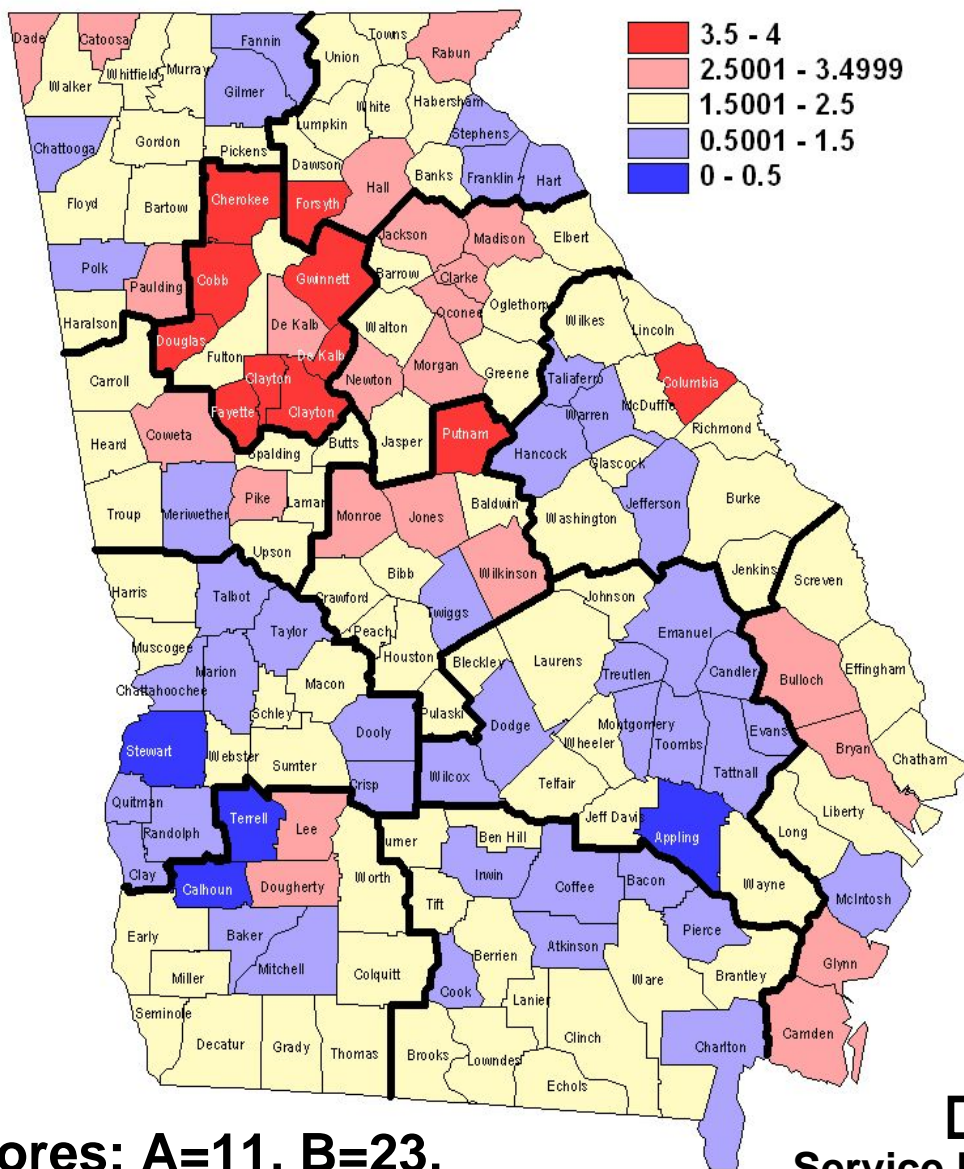 3.5 - 4
2.5001 - 3.4999
1.5001 - 2.5
0.5001 - 1.5
0 - 0.5
Dade
Catoosa
Whitfield
Murray
Walker
Fannin
Gilmer
Union
Towns
Rabun
White
Habersham
Lumpkin
Stephens
Chattooga
Gordon
Pickens
Dawson
Hall
Banks
Franklin
Hart
Floyd
Bartow
Cherokee
Forsyth
Jackson
Madison
Elbert
Polk
Paulding
Cobb
Gwinnett
Barrow
Clarke
Oconee
Oglethorp
Wilkes
Lincoln
Haralson
Douglas
Fulton
De Kalb
De Kalb
Walton
Morgan
Greene
Taliaferro
Columbia
Carroll
Clayton
Clayton
Fayette
Newton
Warren
McDuffie
Richmond
Heard
Coweta
Spalding
Butts
Jasper
Putnam
Hancock
Glascock
Troup
Meriwether
Pike
Lamar
Monroe
Jones
Baldwin
Washington
Jefferson
Burke
Upson
Bibb
Wilkinson
Jenkins
Screven
Harris
Talbot
Crawford
Twiggs
Johnson
Taylor
Peach
Houston
Bleckley
Laurens
Emanuel
Muscogee
Marion
Macon
Treutlen
Candler
Bulloch
Effingham
Chattahoochee
Schley
Pulaski
Dodge
Montgomery
Toombs
Evans
Stewart
Webster
Sumter
Dooly
Wheeler
Bryan
Chatham
Quitman
Crisp
Wilcox
Telfair
Tattnall
Liberty
Randolph
Terrell
Lee
urner
Ben Hill
Jeff Davis
Appling
Long
Clay
Calhoun
Dougherty
Worth
Irwin
Coffee
Bacon
Wayne
McIntosh
Early
Baker
Mitchell
Tift
Pierce
Miller
Colquitt
Cook
Berrien
Atkinson
Ware
Brantley
Glynn
Seminole
Decatur
Grady
Thomas
Brooks
Lanier
Lowndes
Clinch
Echols
Charlton
Camden
ores: A=11, B=23,